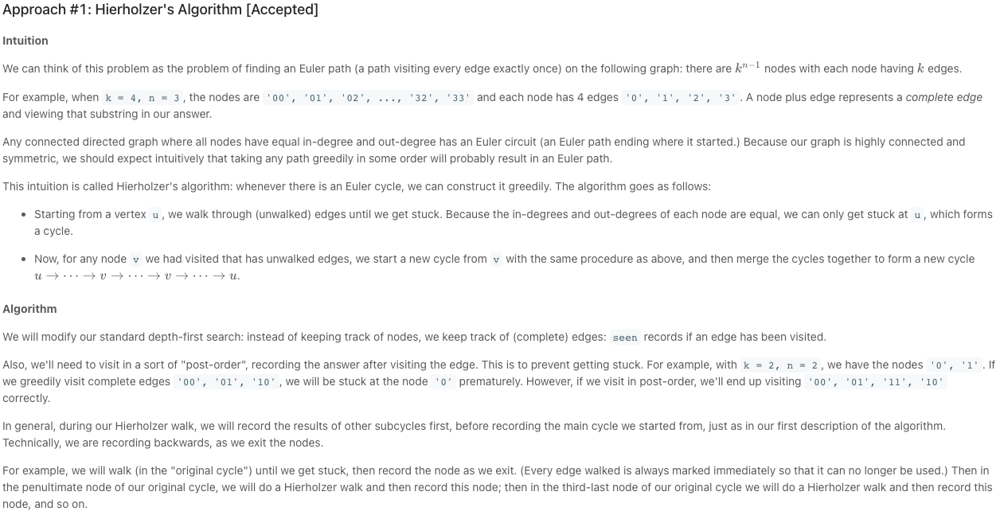 Approach #1: Hierholzer's Algorithm [Accepted]
Intuition
We can think of this problem as the problem of finding an Euler path (a path visiting every edge exactly once) on the following graph: there are kⁿ⁻¹ nodes with each node having k edges.
For example, when k = 4, n = 3, the nodes are '00', '01', '02', ..., '32', '33' and each node has 4 edges '0', '1', '2', '3'. A node plus edge represents a complete edge
and viewing that substring in our answer.
Any connected directed graph where all nodes have equal in-degree and out-degree has an Euler circuit (an Euler path ending where it started.) Because our graph is highly connected and
symmetric, we should expect intuitively that taking any path greedily in some order will probably result in an Euler path.
This intuition is called Hierholzer's algorithm: whenever there is an Euler cycle, we can construct it greedily. The algorithm goes as follows:
• Starting from a vertex u, we walk through (unwalked) edges until we get stuck. Because the in-degrees and out-degrees of each node are equal, we can only get stuck at u, which forms
a cycle.
• Now, for any node v we had visited that has unwalked edges, we start a new cycle from v with the same procedure as above, and then merge the cycles together to form a new cycle
u → ··· → v → ··· → v → ··· → u.
Algorithm
We will modify our standard depth-first search: instead of keeping track of nodes, we keep track of (complete) edges: seen records if an edge has been visited.
Also, we'll need to visit in a sort of "post-order", recording the answer after visiting the edge. This is to prevent getting stuck. For example, with k = 2, n = 2, we have the nodes '0', '1'. If
we greedily visit complete edges '00', '01', '10', we will be stuck at the node '0' prematurely. However, if we visit in post-order, we'll end up visiting '00', '01', '11', '10'
correctly.
In general, during our Hierholzer walk, we will record the results of other subcycles first, before recording the main cycle we started from, just as in our first description of the algorithm.
Technically, we are recording backwards, as we exit the nodes.
For example, we will walk (in the "original cycle") until we get stuck, then record the node as we exit. (Every edge walked is always marked immediately so that it can no longer be used.) Then in
the penultimate node of our original cycle, we will do a Hierholzer walk and then record this node; then in the third-last node of our original cycle we will do a Hierholzer walk and then record this
node, and so on.